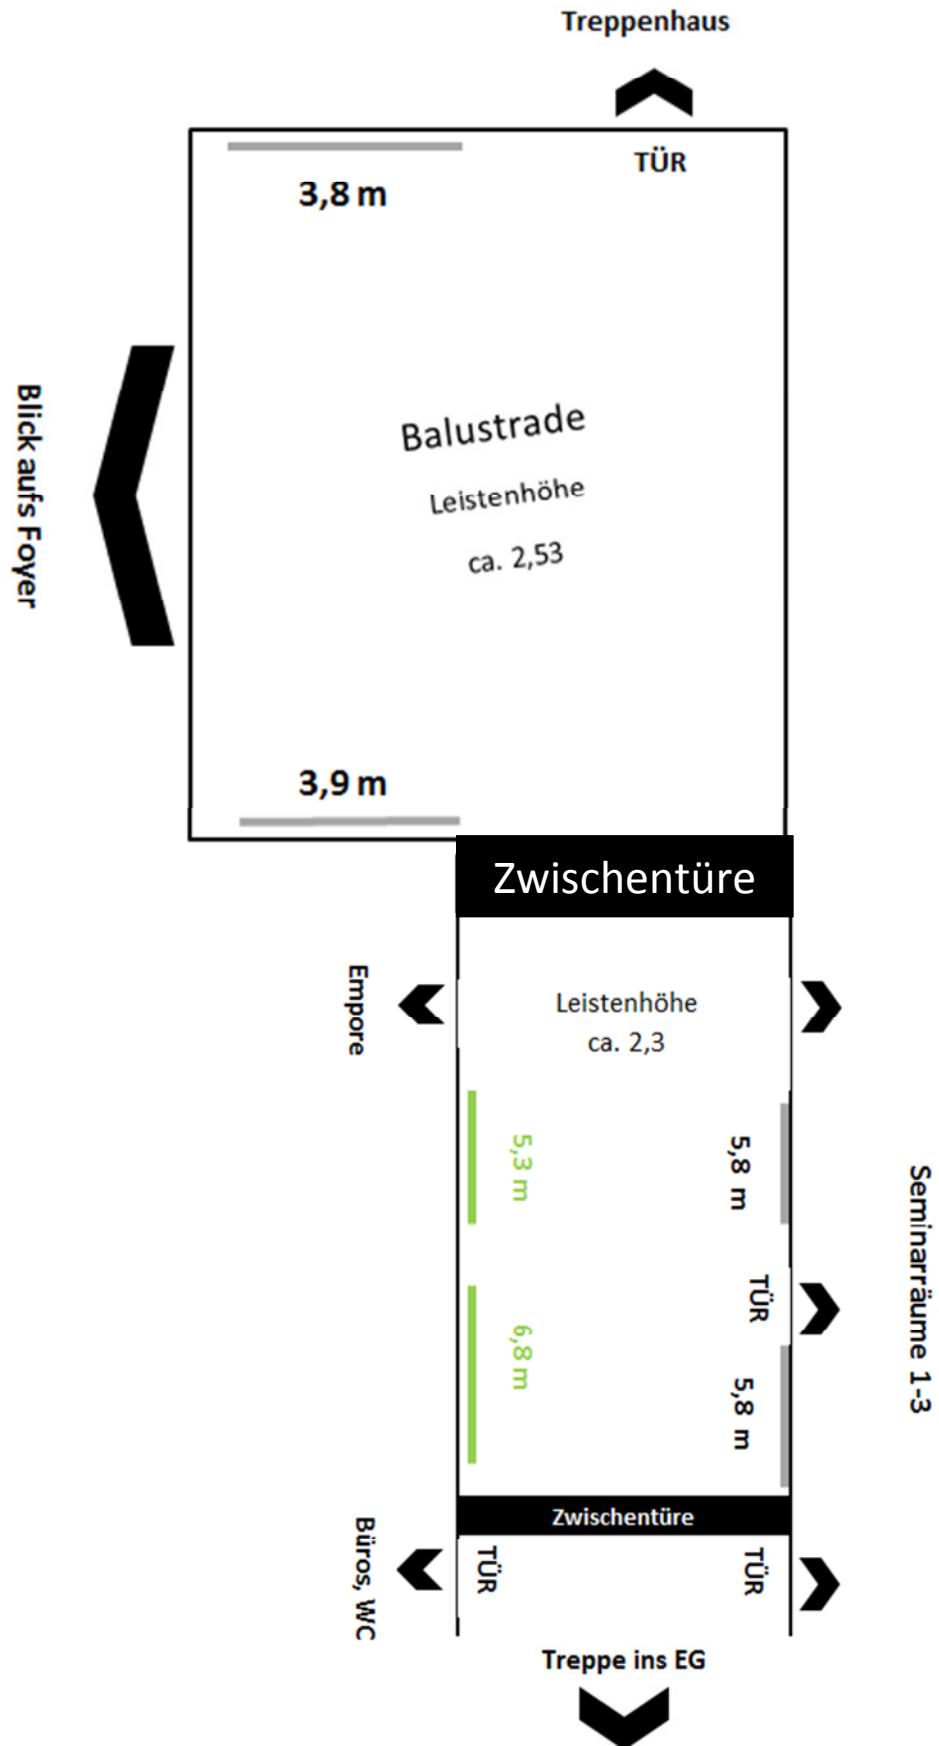 Treppenhaus
TÜR
3,8 m
Blick aufs Foyer
Balustrade
Leistenhöhe
ca. 2,53
3,9 m
Zwischentüre
Empore
Leistenhöhe
ca. 2,3
5,3 m
5,8 m
Seminarräume 1-3
TÜR
6,8 m
5,8 m
Zwischentüre
Büros, WC
TÜR
TÜR
Treppe ins EG